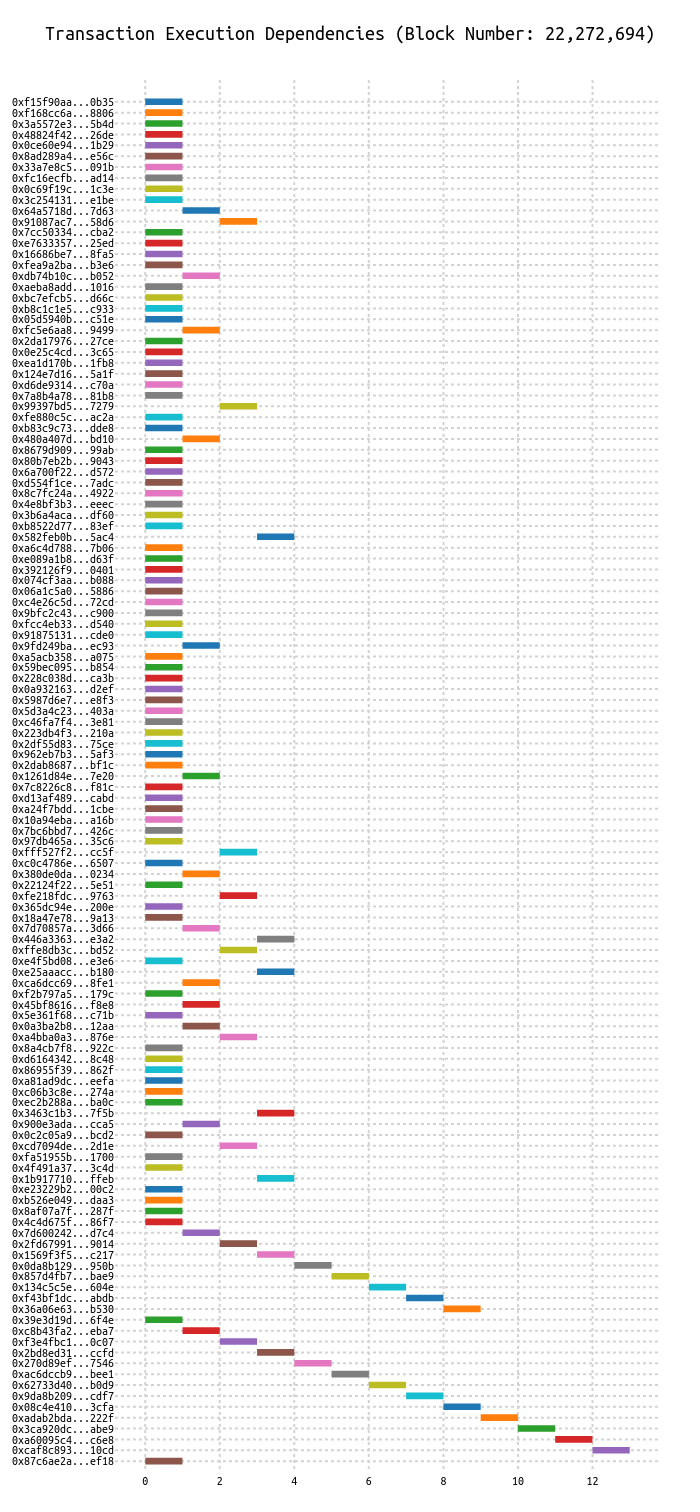 Transaction Execution Dependencies (Block Number: 22,272,694)
0xf15f90aa...0b35
0xf168cc6a...8806
0x3a5572e3...5b4d
0x48824f42...26de
0x0ce60e94...1b29
0x8ad289a4...e56c
0x33a7e8c5...091b
0xfc16ecfb...ad14
0x0c69f19c...1c3e
0x3c254131...e1be
0x64a5718d...7d63
0x91087ac7...58d6
0x7cc50334...cba2
0xe7633357...25ed
0x16686be7...8fa5
0xfea9a2ba...b3e6
0xdb74b10c...b052
0xaeba8add...1016
0xbc7efcb5...d66c
0xb8c1c1e5...c933
0x05d5940b...c51e
0xfc5e6aa8...9499
0x2da17976...27ce
0x0e25c4cd...3c65
0xea1d170b...1fb8
0x124e7d16...5a1f
0xd6de9314...c70a
0x7a8b4a78...81b8
0x99397bd5...7279
0xfe880c5c...ac2a
0xb83c9c73...dde8
0x480a407d...bd10
0x8679d909...99ab
0x80b7eb2b...9043
0x6a700f22...d572
0xd554f1ce...7adc
0x8c7fc24a...4922
0x4e8bf3b3...eeec
0x3b6a4aca...df60
0xb8522d77...83ef
0x582feb0b...5ac4
0xa6c4d788...7b06
0xe089a1b8...d63f
0x392126f9...0401
0x074cf3aa...b088
0x06a1c5a0...5886
0xc4e26c5d...72cd
0x9bfc2c43...c900
0xfcc4eb33...d540
0x91875131...cde0
0x9fd249ba...ec93
0xa5acb358...a075
0x59bec095...b854
0x228c038d...ca3b
0x0a932163...d2ef
0x5987d6e7...e8f3
0x5d3a4c23...403a
0xc46fa7f4...3e81
0x223db4f3...210a
0x2df55d83...75ce
0x962eb7b3...5af3
0x2dab8687...bf1c
0x1261d84e...7e20
0x7c8226c8...f81c
0xd13af489...cabd
0xa24f7bdd...1cbe
0x10a94eba...a16b
0x7bc6bbd7...426c
0x97db465a...35c6
0xfff527f2...cc5f
0xc0c4786e...6507
0x380de0da...0234
0x22124f22...5e51
0xfe218fdc...9763
0x365dc94e...200e
0x18a47e78...9a13
0x7d70857a...3d66
0x446a3363...e3a2
0xffe8db3c...bd52
0xe4f5bd08...e3e6
0xe25aaacc...b180
0xca6dcc69...8fe1
0xf2b797a5...179c
0x45bf8616...f8e8
0x5e361f68...c71b
0x0a3ba2b8...12aa
0xa4bba0a3...876e
0x8a4cb7f8...922c
0xd6164342...8c48
0x86955f39...862f
0xa81ad9dc...eefa
0xc06b3c8e...274a
0xec2b288a...ba0c
0x3463c1b3...7f5b
0x900e3ada...cca5
0x0c2c05a9...bcd2
0xcd7094de...2d1e
0xfa51955b...1700
0x4f491a37...3c4d
0x1b917710...ffeb
0xe23229b2...00c2
0xb526e049...daa3
0x8af07a7f...287f
0x4c4d675f...86f7
0x7d600242...d7c4
0x2fd67991...9014
0x1569f3f5...c217
0x0da8b129...950b
0x857d4fb7...bae9
0x134c5c5e...604e
0xf43bf1dc...abdb
0x36a06e63...b530
0x39e3d19d...6f4e
0xc8b43fa2...eba7
0xf3e4fbc1...0c07
0x2bd8ed31...ccfd
0x270d89ef...7546
0xac6dccb9...bee1
0x62733d40...b0d9
0x9da8b209...cdf7
0x08c4e410...3cfa
0xadab2bda...222f
0x3ca920dc...abe9
0xa60095c4...c6e8
0xcaf8c893...10cd
0x87c6ae2a...ef18
0 2 4 6 8 10 12